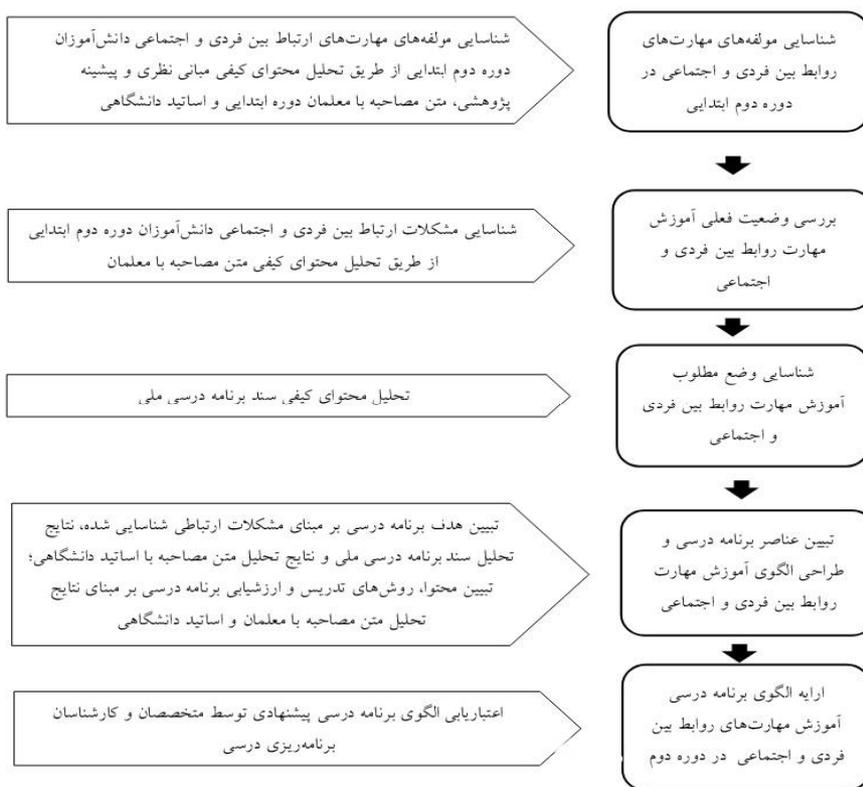 شناسایی مولفه‌های مهارت‌های
روابط بین فردی و اجتماعی در
دوره دوم ابتدایی
شناسایی مولفه‌های مهارت‌های ارتباط بین فردی و اجتماعی دانش‌آموزان
دوره دوم ابتدایی از طریق تحلیل محتوای کیفی مبانی نظری و پیشینه
پژوهشی، متن مصاحبه با معلمان دوره ابتدایی و اساتید دانشگاهی
بررسی وضعیت فعلی آموزش
مهارت روابط بین فردی و
اجتماعی
شناسایی مشکلات ارتباط بین فردی و اجتماعی دانش‌آموزان دوره دوم ابتدایی
از طریق تحلیل محتوای کیفی متن مصاحبه با معلمان
شناسایی وضع مطلوب
آموزش مهارت روابط بین فردی
و اجتماعی
تحلیل محتوای کیفی سند برنامه درسی ملی
تبیین عناصر برنامه درسی و
طراحی الگوی آموزش مهارت
روابط بین فردی و اجتماعی
تبیین هدف برنامه درسی بر مبنای مشکلات ارتباطی شناسایی شده، نتایج
تحلیل سند برنامه درسی ملی و نتایج تحلیل متن مصاحبه با اساتید دانشگاهی؛
تبیین محتوا، روش‌های تدریس و ارزشیابی برنامه درسی بر مبنای نتایج
تحلیل متن مصاحبه با معلمان و اساتید دانشگاهی
ارایه الگوی برنامه درسی
آموزش مهارت‌های روابط بین
فردی و اجتماعی در دوره دوم
اعتباریابی الگوی برنامه درسی پیشنهادی توسط متخصصان و کارشناسان
برنامه‌ریزی درسی